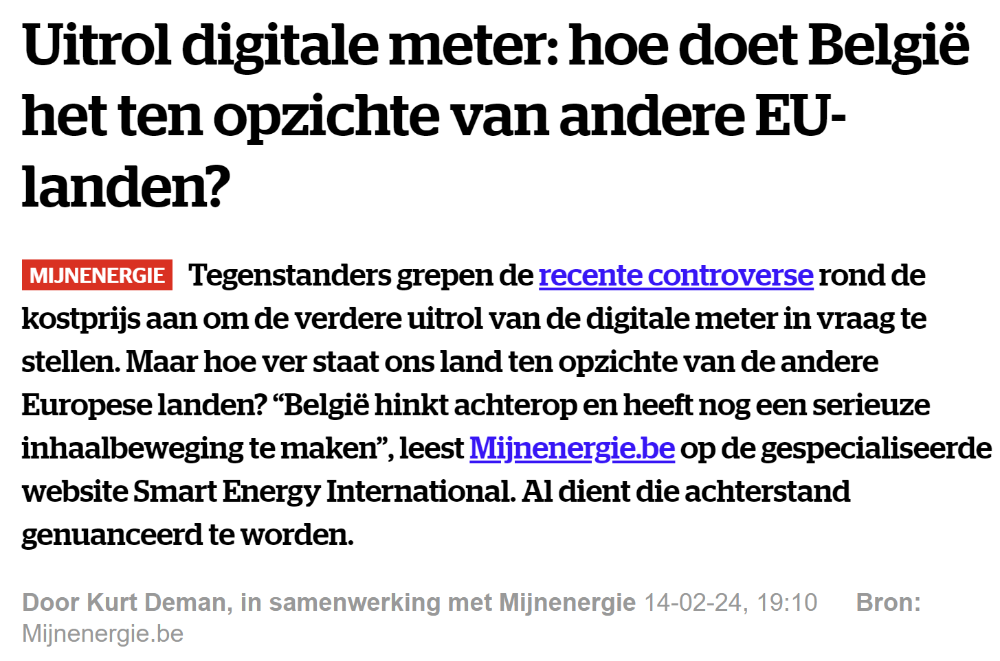 Uitrol digitale meter: hoe doet België
het ten opzichte van andere EU-
landen?
MIJNENERGIE Tegenstanders grepen de recente controverse rond de
kostprijs aan om de verdere uitrol van de digitale meter in vraag te
stellen. Maar hoe ver staat ons land ten opzichte van de andere
Europese landen? “België hinkt achterop en heeft nog een serieuze
inhaalbeweging te maken”, leest Mijnenergie.be op de gespecialiseerde
website Smart Energy International. Al dient die achterstand
genuanceerd te worden.
Door Kurt Deman, in samenwerking met Mijnenergie 14-02-24, 19:10 Bron:
Mijnenergie.be